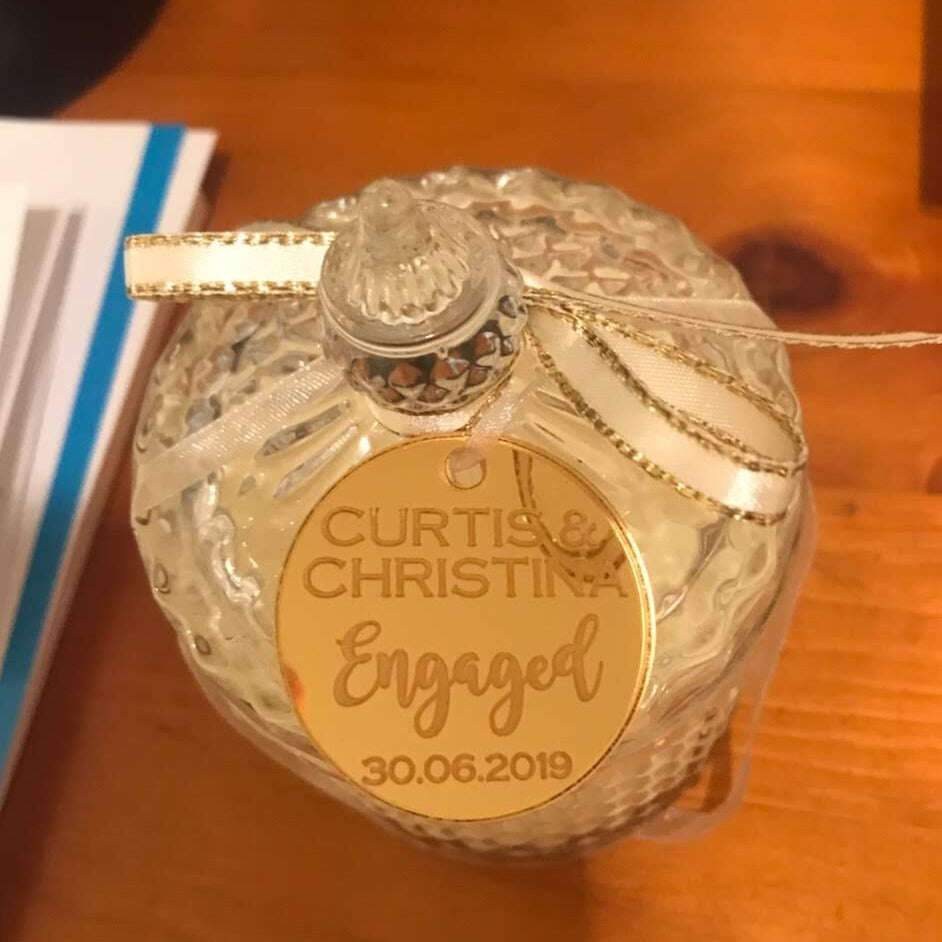 CURTIS &
CHRISTINA
Engaged
30.06.2019